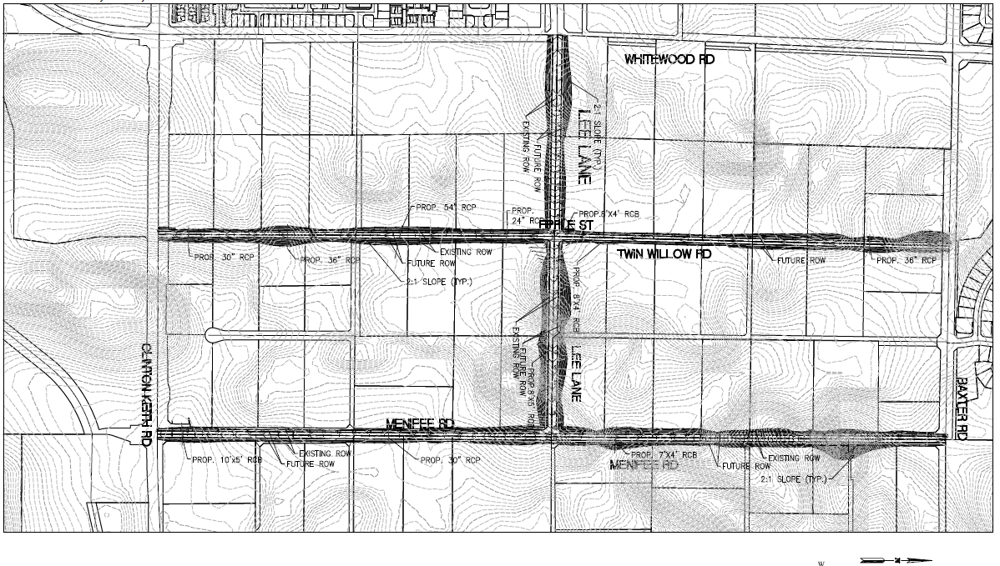 WHITEWOOD RD
2:1 SLOPE (TYP.)
LEE LANE
EXISTING ROW
FUTURE ROW
PROP. 54" RCP
PROP.
24"
PROP.8'X4' RCB
ST
TWIN WILLOW RD
PROP. 30" RCP
PROP. 36" RCP
EXISTING ROW
FUTURE ROW
2:1 SLOPE (TYP.)
FUTURE ROW
PROP. 36" RCP
PROP. 8'X4' RCB
EXISTING ROW
FUTURE ROW
PROP.8'X5'
LEE LANE
CLINTON KEITH RD
BAXTER RD
MENIFEE RD
PROP. 10'X5' RCB
EXISTING ROW
FUTURE ROW
PROP. 30" RCP
PROP. 7'X4' RCB
MENIFEE RD
FUTURE ROW
EXISTING ROW
2:1 SLOPE (TYP.)
W
N